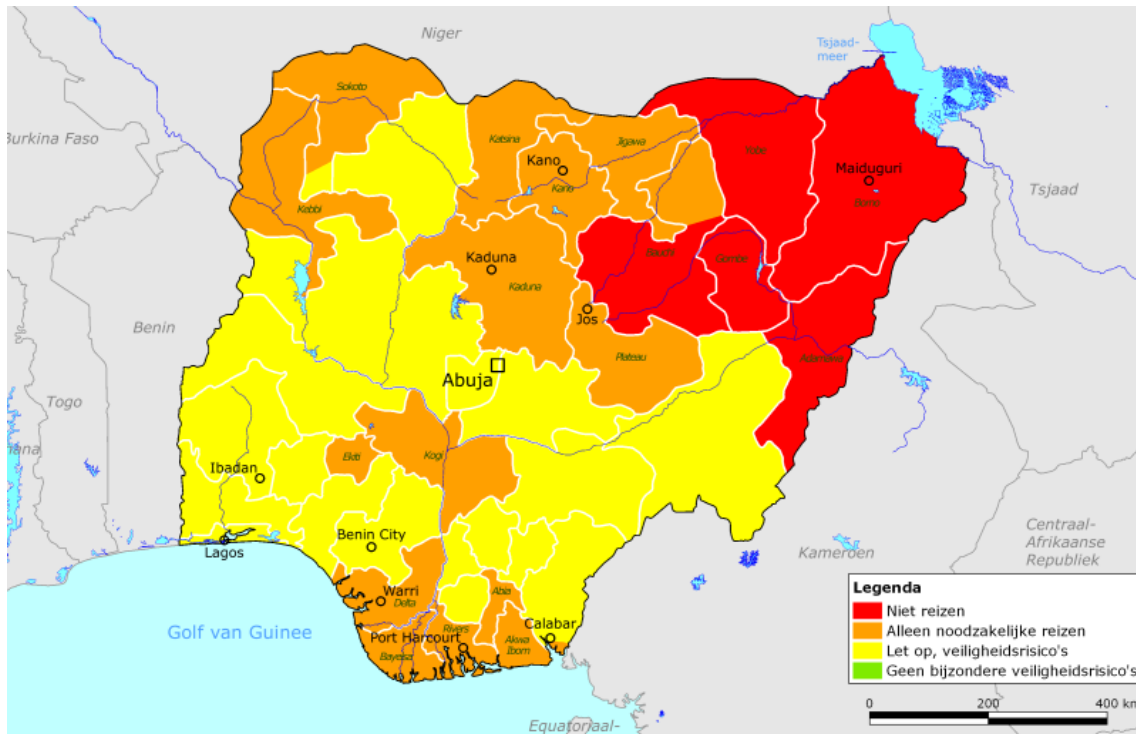 Niger
Tsjaad-
meer
Burkina Faso
Sokoto
Katsina
Jigawa
Kano
Kano
Yobe
Maiduguri
Borno
Tsjaad
Kebbi
Kaduna
Kaduna
Bauchi
Gombe
Benin
Jos
Plateau
Adamawa
Abuja
Togo
Ekiti
Kogi
Ibadan
Benin City
Lagos
Kameroen
Centraal-
Afrikaanse
Republiek
Warri
Delta
Abia
Golf van Guinee
Port Harcourt
Rivers
Calabar
Akwa
Ibom
Bayelsa
Legenda
Niet reizen
Alleen noodzakelijke reizen
Let op, veiligheidsrisico's
Geen bijzondere veiligheidsrisico's
0 200 400 km
Equatoriaal-